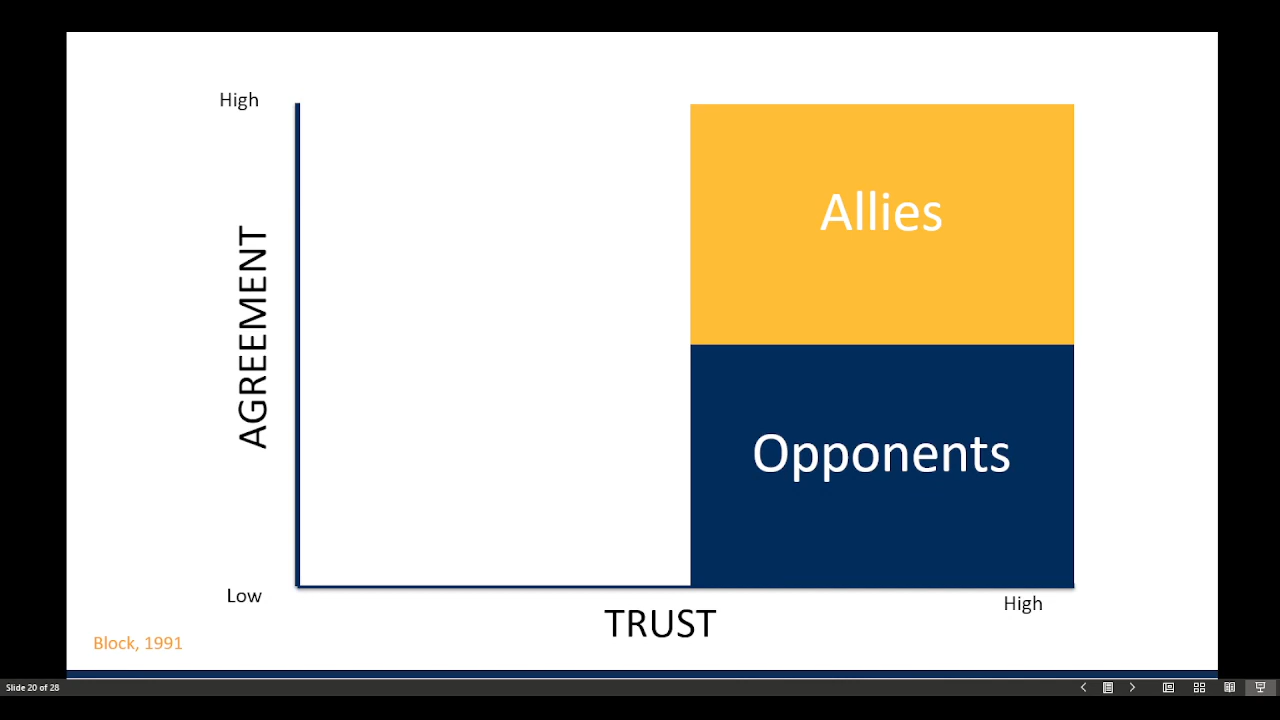 High
Allies
AGREEMENT
Opponents
Low
High
TRUST
Block, 1991
Slide 20 of 28